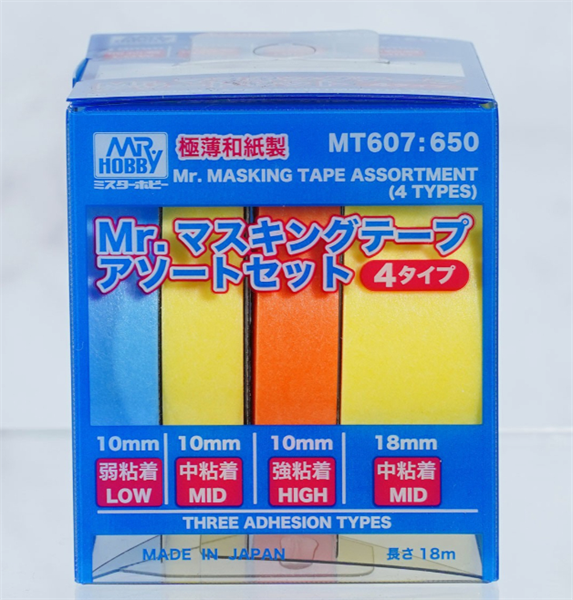 MR HOBBY
ミスターホビー
極薄和紙製
MT607:650
Mr. MASKING TAPE ASSORTMENT
(4 TYPES)
Mr. マスキングテープ
アソートセット 4タイプ
10mm 10mm 10mm 18mm
弱粘着 中粘着 強粘着 中粘着
LOW MID HIGH MID
THREE ADHESION TYPES
MADE IN JAPAN 長さ 18m